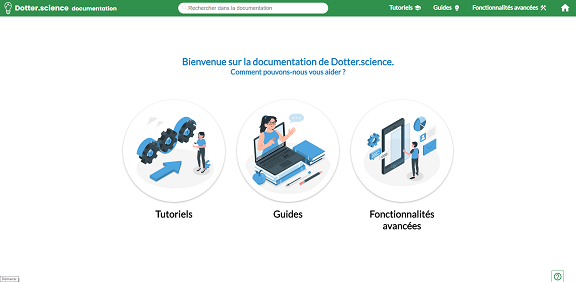 Dotter.science documentation
Rechercher dans la documentation
Tutoriels
Guides
Fonctionnalités avancées
Bienvenue sur la documentation de Dotter.science.
Comment pouvons-nous vous aider ?
Tutoriels
Guides
Fonctionnalités
avancées
Démarrer